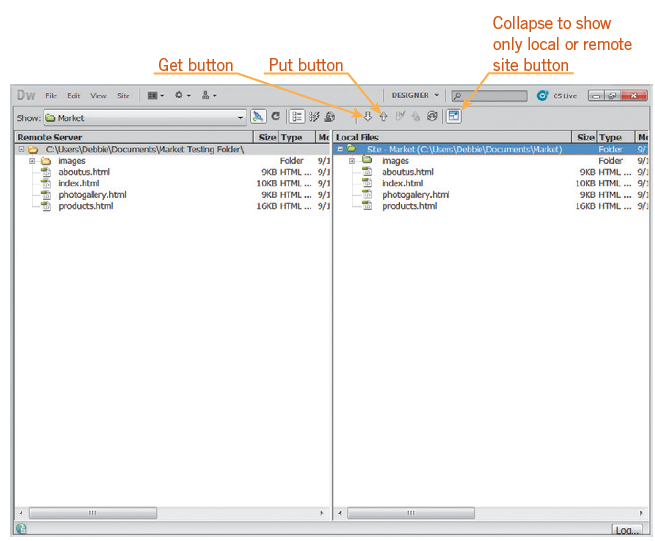 Collapse to show
only local or remote
site button
Get button
Put button
Dw File Edit View Site DESIGNER CS Live
Show: Market
Remote Server Size Type Mo
Local Files Size Type Mo
C:\Users\Debbie\Documents\Market Testing Folder\
images Folder 9/1
aboutus.html 9KB HTML ... 9/1
index.html 10KB HTML ... 9/1
photogallery.html 9KB HTML ... 9/1
products.html 16KB HTML ... 9/1
Site - Market (C:\Users\Debbie\Documents\Market) Folder 9/1
images Folder 9/1
aboutus.html 9KB HTML ... 9/1
index.html 10KB HTML ... 9/1
photogallery.html 9KB HTML ... 9/1
products.html 16KB HTML ... 9/1
Log...